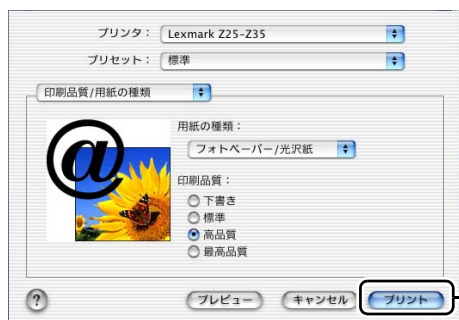 プリンタ： Lexmark Z25-Z35
プリセット： 標準
印刷品質/用紙の種類
用紙の種類：
フォトペーパー/光沢紙
印刷品質：
下書き
標準
高品質
最高品質
@
? プレビュー キャンセル プリント